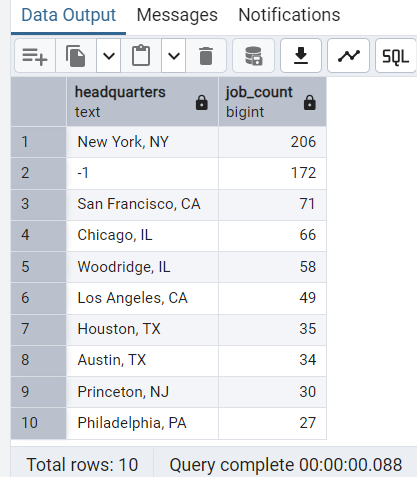 Data Output Messages Notifications
SQL
headquarters job_count
text bigint
1 New York, NY 206
2 -1 172
3 San Francisco, CA 71
4 Chicago, IL 66
5 Woodridge, IL 58
6 Los Angeles, CA 49
7 Houston, TX 35
8 Austin, TX 34
9 Princeton, NJ 30
10 Philadelphia, PA 27
Total rows: 10 Query complete 00:00:00.088